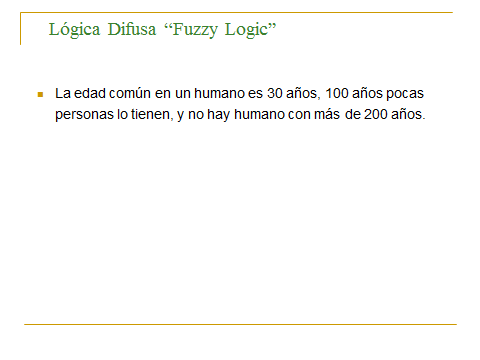 Lógica Difusa “Fuzzy Logic”
La edad común en un humano es 30 años, 100 años pocas
personas lo tienen, y no hay humano con más de 200 años.